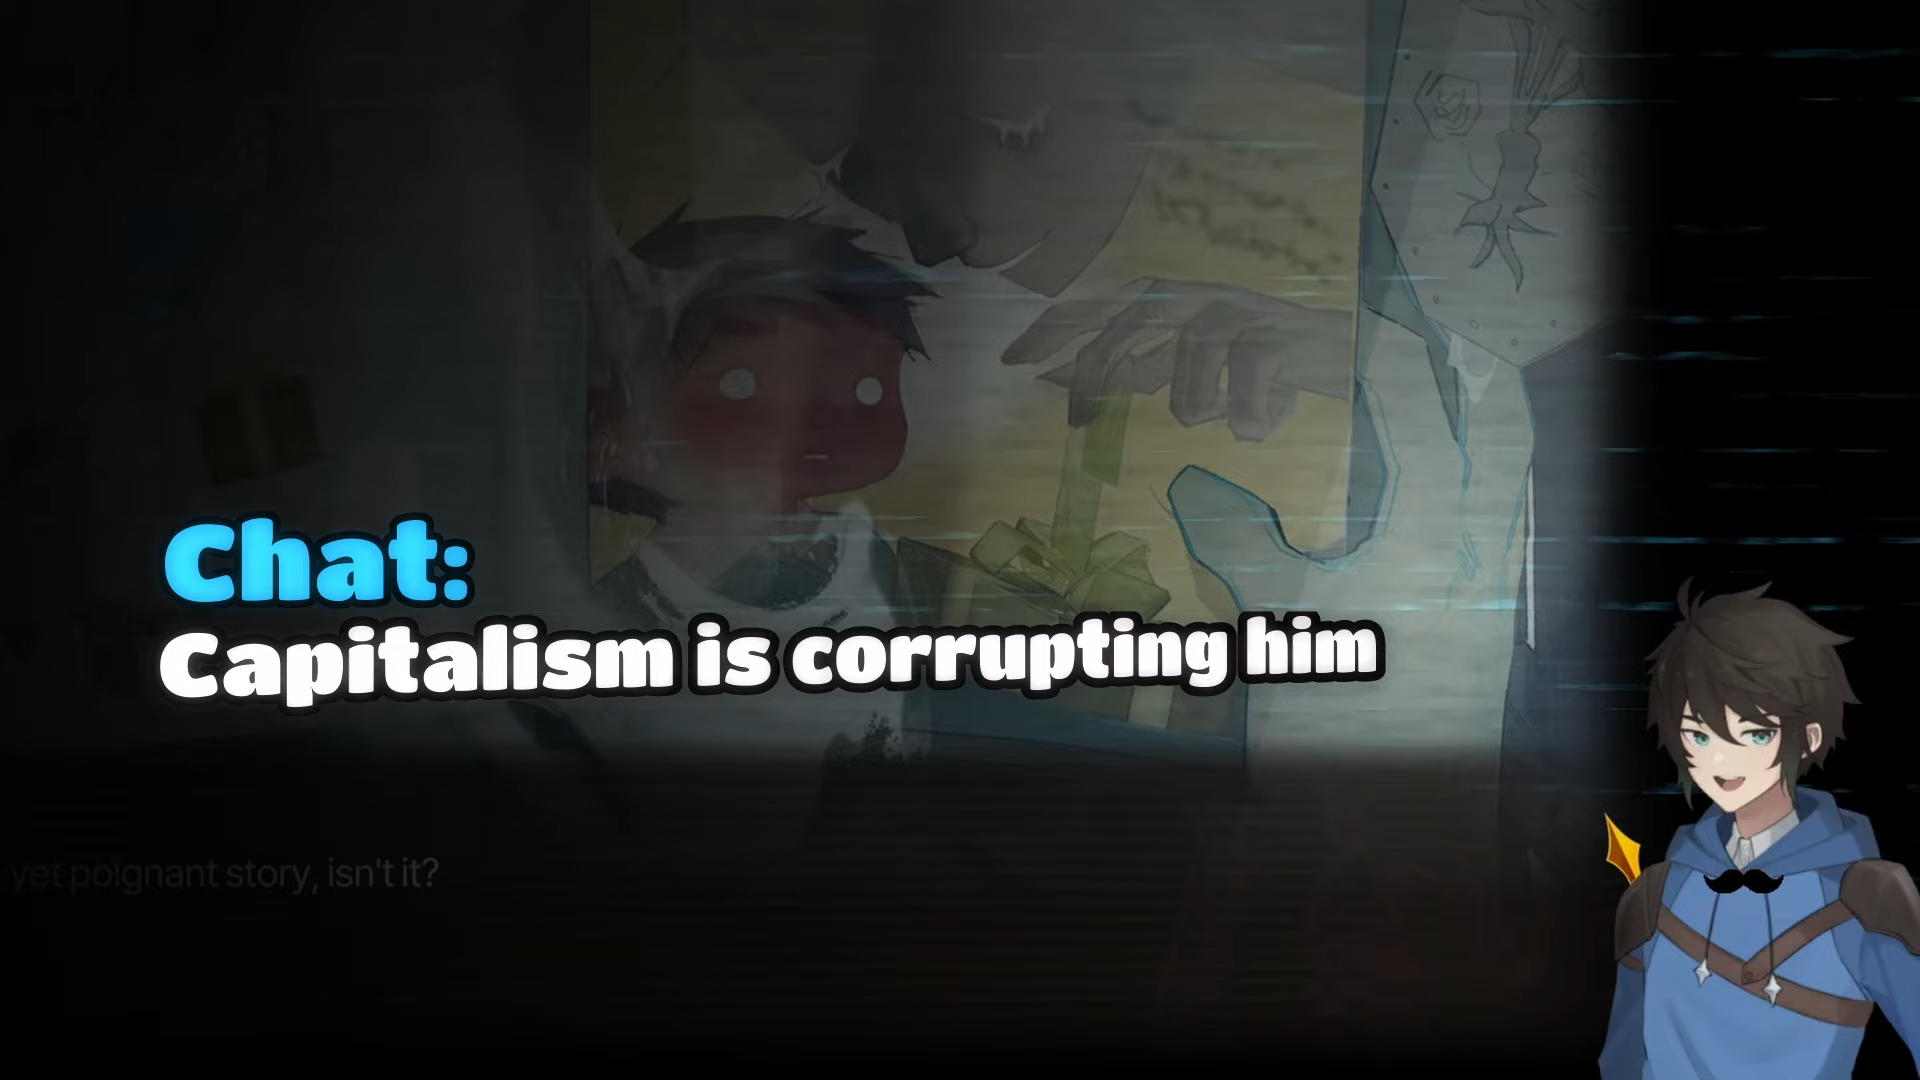 Chat:
Capitalism is corrupting him
yet poignant story, isn't it?